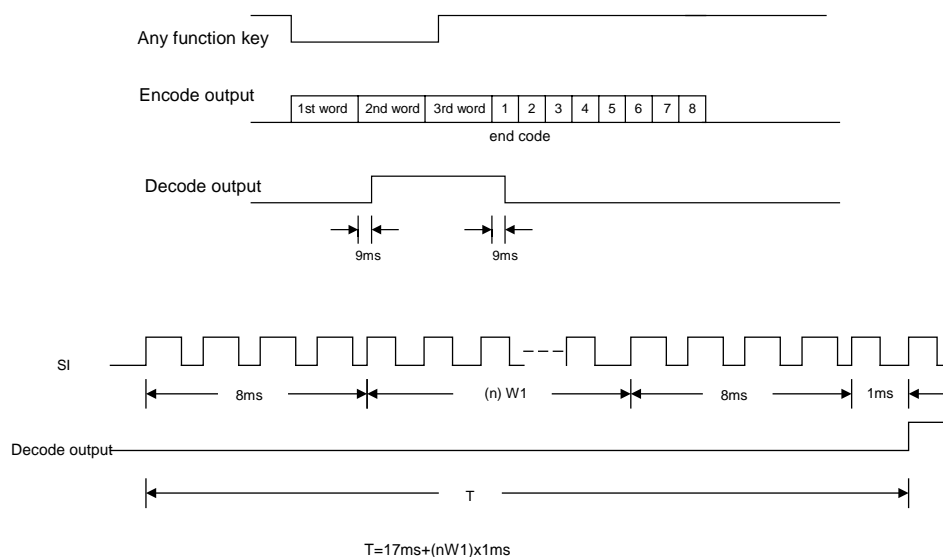 Any function key
Encode output
1st word 2nd word 3rd word 1 2 3 4 5 6 7 8
end code
Decode output
9ms 9ms
SI
8ms (n) W1 8ms 1ms
Decode output
T
T=17ms+(nW1)x1ms